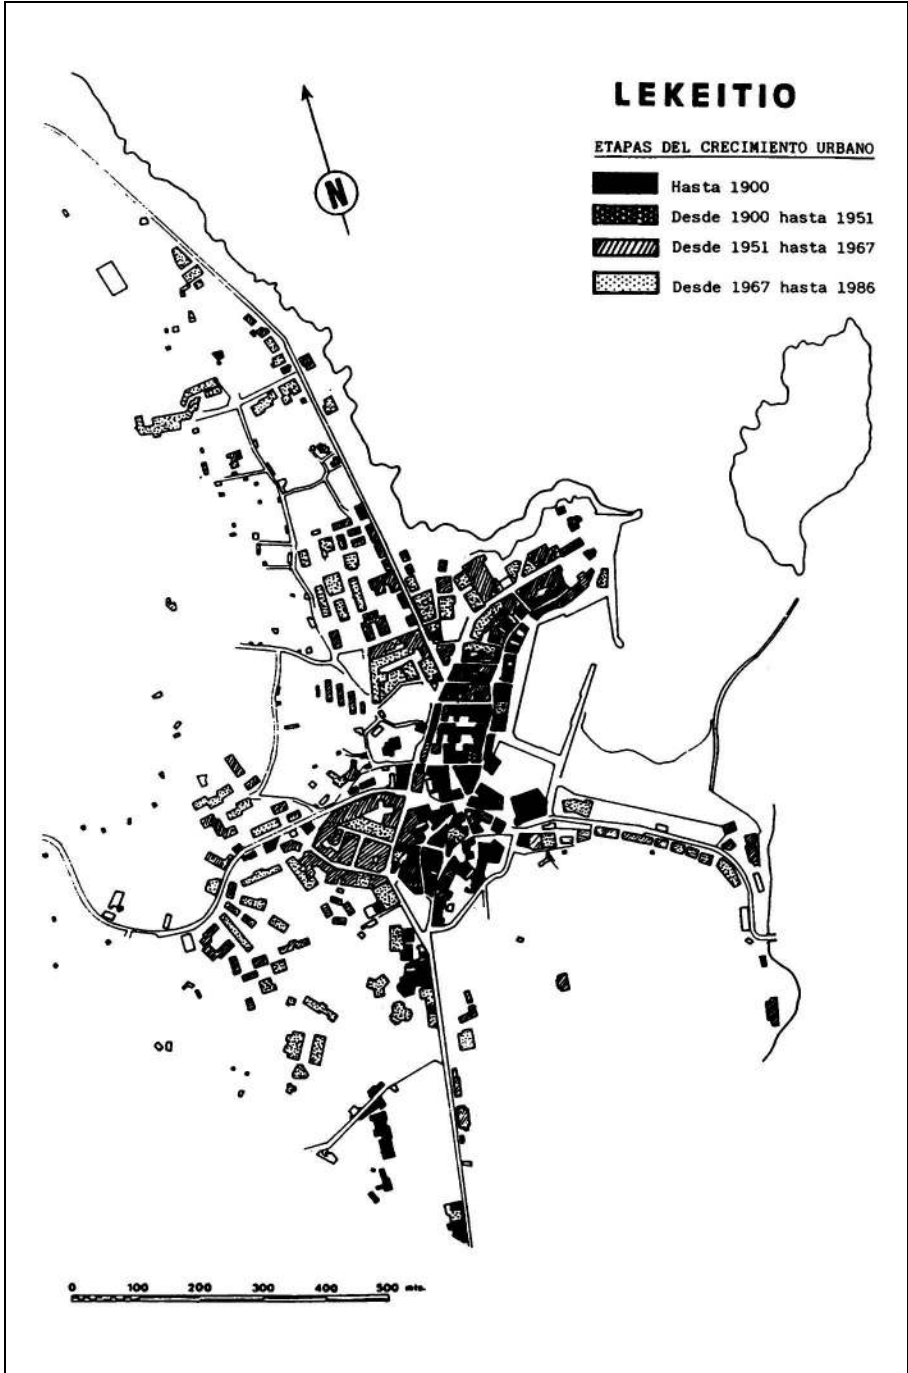 LEKEITIO
ETAPAS DEL CRECIMIENTO URBANO
Hasta 1900
Desde 1900 hasta 1951
Desde 1951 hasta 1967
Desde 1967 hasta 1986
N
0 100 200 300 400 500 mts.